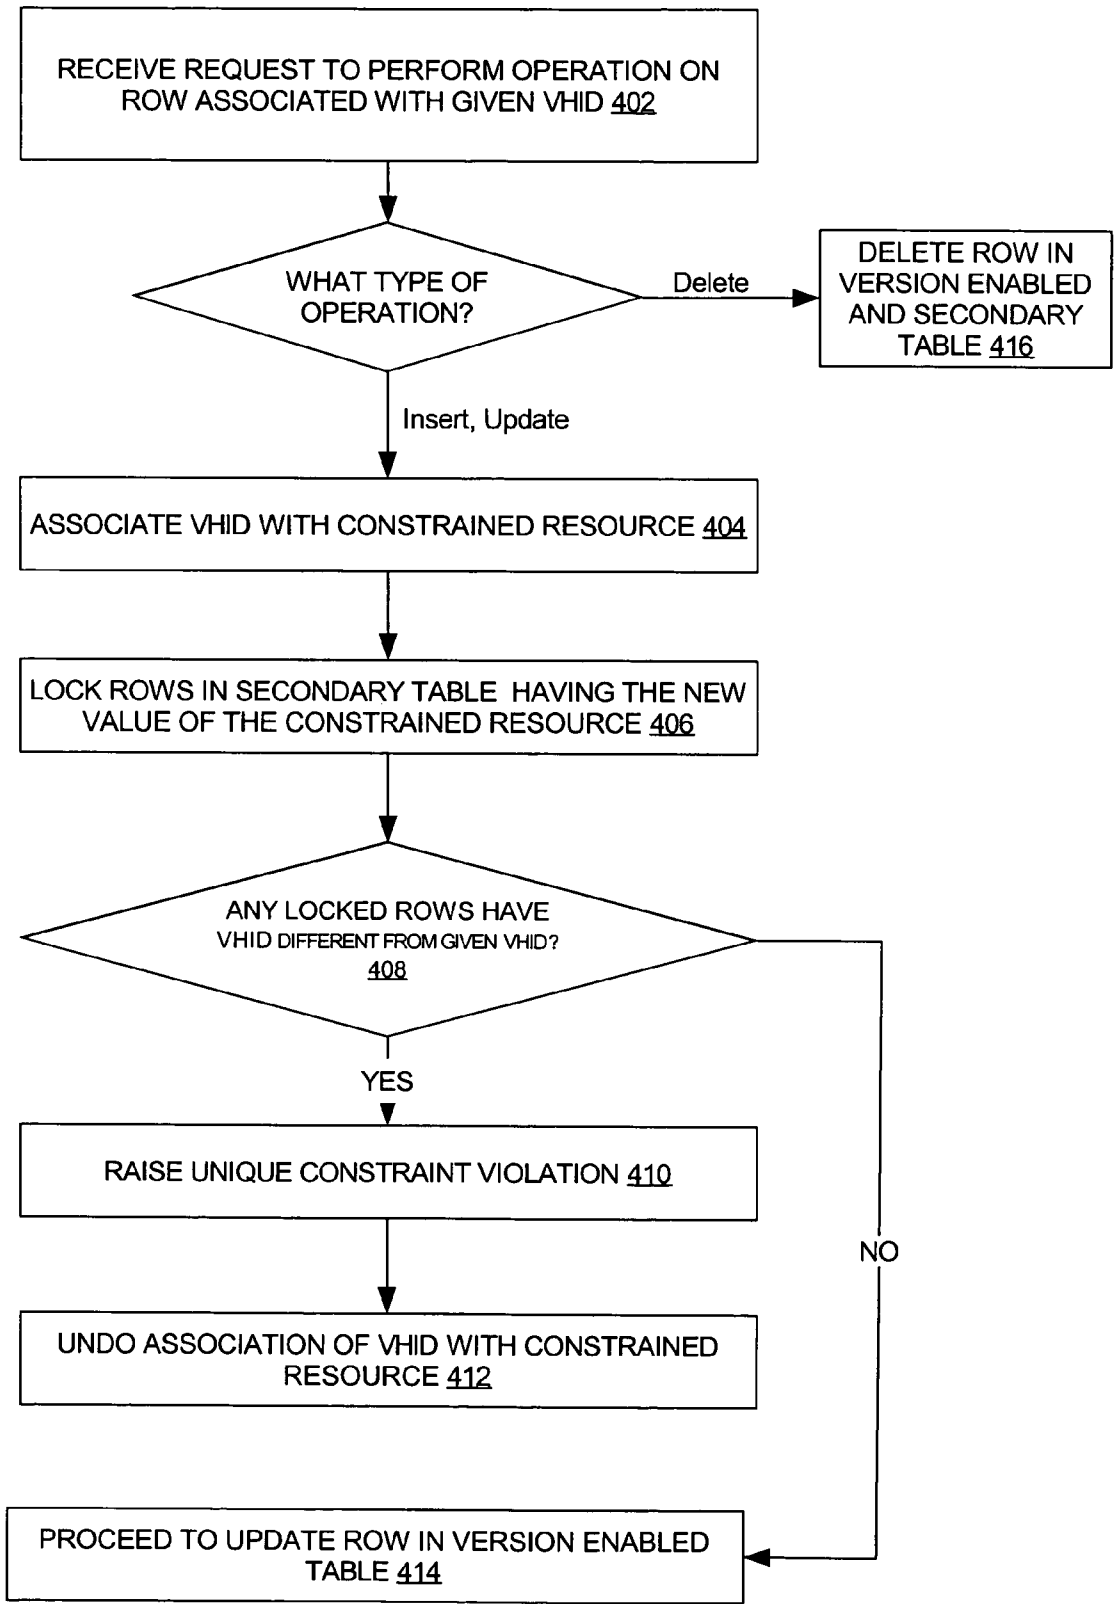 RECEIVE REQUEST TO PERFORM OPERATION ON
ROW ASSOCIATED WITH GIVEN VHID 402
WHAT TYPE OF
OPERATION?
Delete
DELETE ROW IN
VERSION ENABLED
AND SECONDARY
TABLE 416
Insert, Update
ASSOCIATE VHID WITH CONSTRAINED RESOURCE 404
LOCK ROWS IN SECONDARY TABLE HAVING THE NEW
VALUE OF THE CONSTRAINED RESOURCE 406
ANY LOCKED ROWS HAVE
VHID DIFFERENT FROM GIVEN VHID?
408
YES
RAISE UNIQUE CONSTRAINT VIOLATION 410
NO
UNDO ASSOCIATION OF VHID WITH CONSTRAINED
RESOURCE 412
PROCEED TO UPDATE ROW IN VERSION ENABLED
TABLE 414